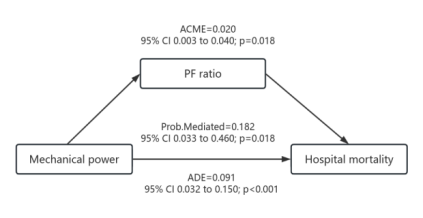 ACME=0.020
95% CI 0.003 to 0.040; p=0.018
PF ratio
Prob.Mediated=0.182
95% CI 0.033 to 0.460; p=0.018
Mechanical power
Hospital mortality
ADE=0.091
95% CI 0.032 to 0.150; p<0.001